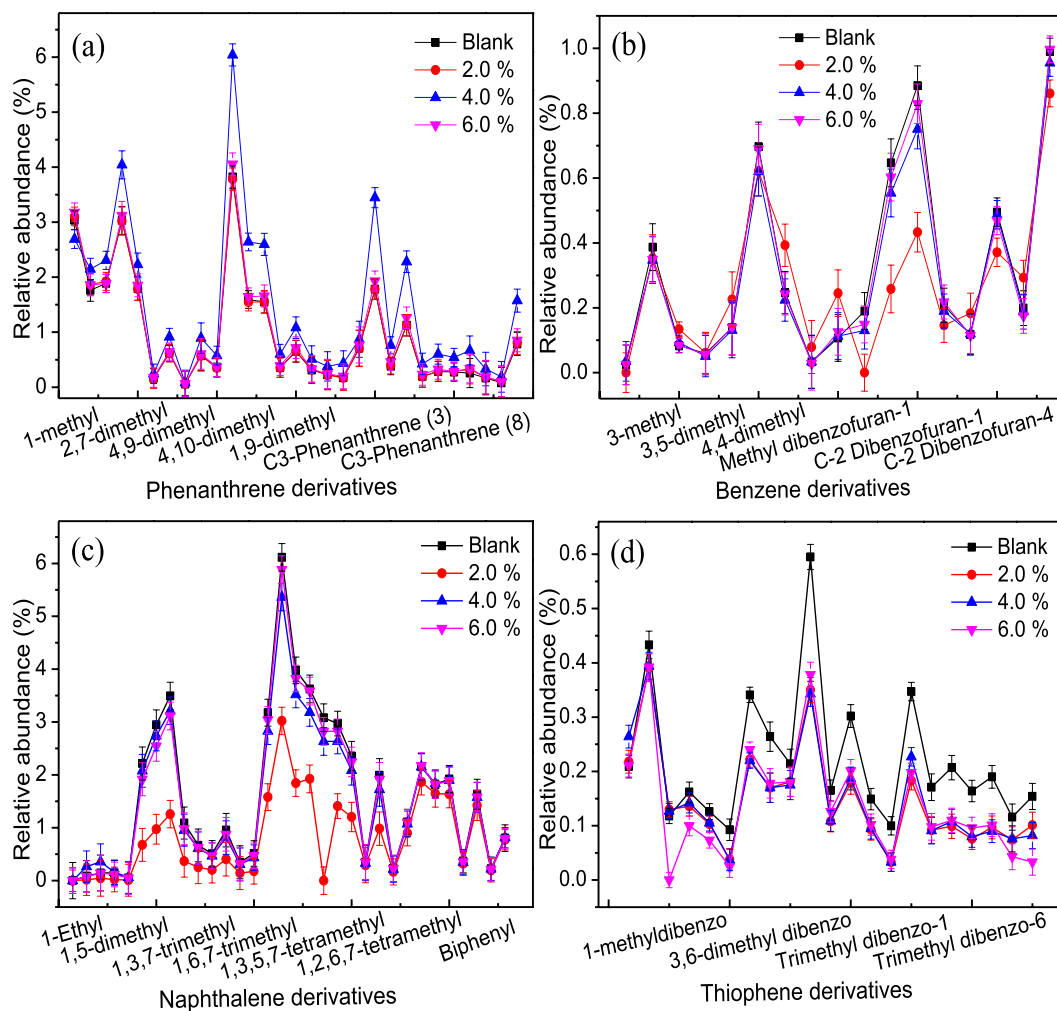 (a)
Blank
2.0 %
4.0 %
6.0 %
Relative abundance (%)
6
5
4
3
2
1
0
1-methyl
2,7-dimethyl
4,9-dimethyl
4,10-dimethyl
1,9-dimethyl
C3-Phenanthrene (3)
C3-Phenanthrene (8)
Phenanthrene derivatives
(b)
Blank
2.0 %
4.0 %
6.0 %
Relative abundance (%)
1.0
0.8
0.6
0.4
0.2
0.0
3-methyl
3,5-dimethyl
4,4-dimethyl
Methyl dibenzofuran-1
C-2 Dibenzofuran-1
C-2 Dibenzofuran-4
Benzene derivatives
(c)
Blank
2.0 %
4.0 %
6.0 %
Relative abundance (%)
6
5
4
3
2
1
0
1-Ethyl
1,5-dimethyl
1,3,7-trimethyl
1,6,7-trimethyl
1,3,5,7-tetramethyl
1,2,6,7-tetramethyl
Biphenyl
Naphthalene derivatives
(d)
Blank
2.0 %
4.0 %
6.0 %
Relative abundance (%)
0.6
0.5
0.4
0.3
0.2
0.1
0.0
1-methyldibenzo
3,6-dimethyl dibenzo
Trimethyl dibenzo-1
Trimethyl dibenzo-6
Thiophene derivatives